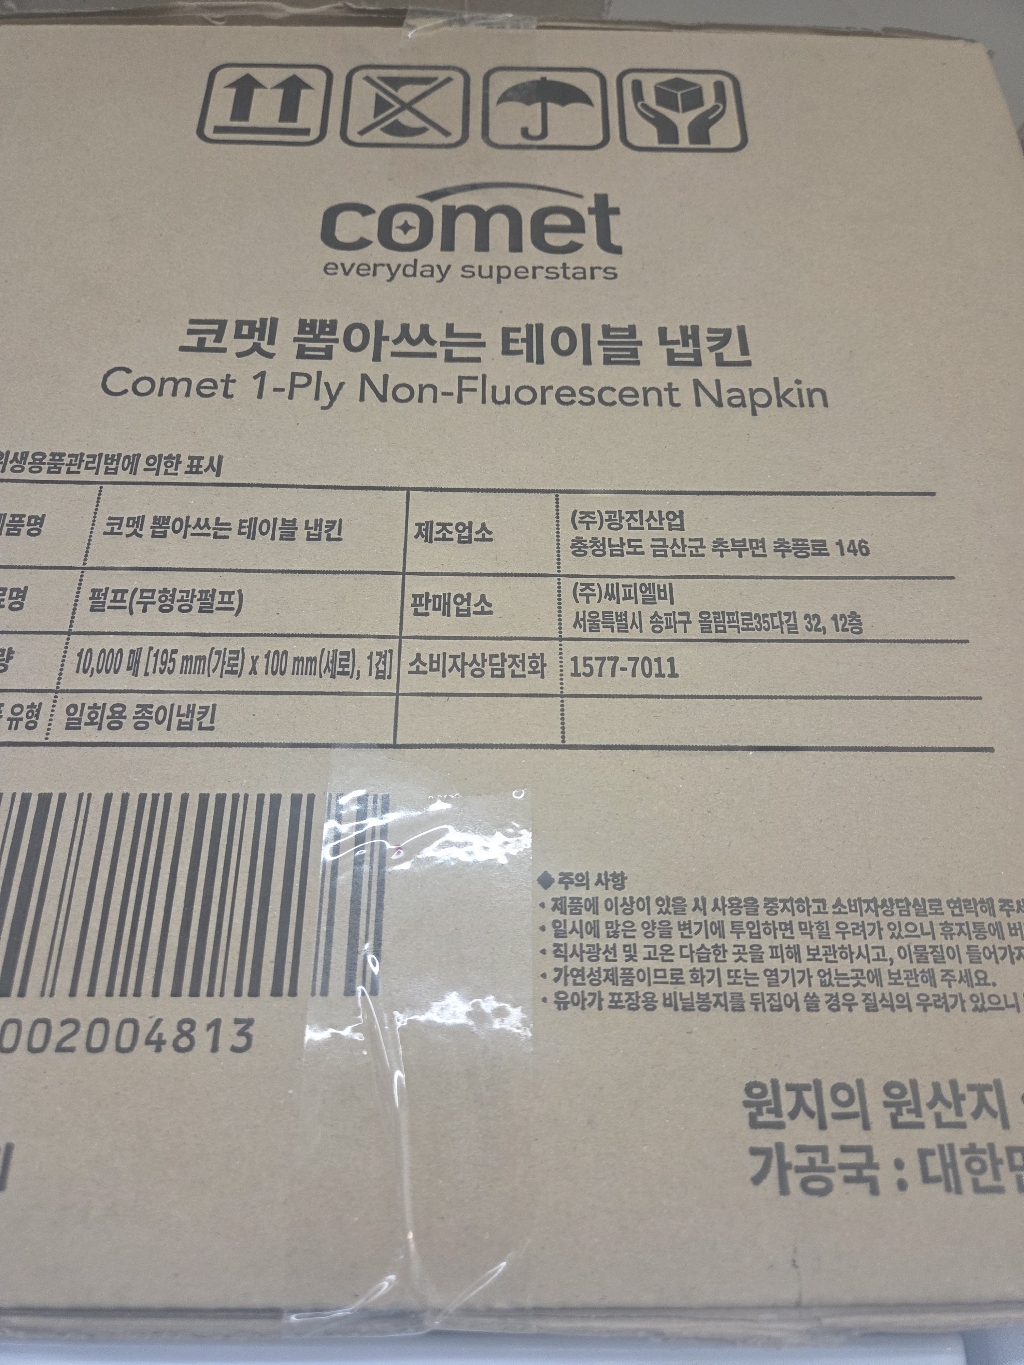 comet
everyday superstars
코멧 뽑아쓰는 테이블 냅킨
Comet 1-Ply Non-Fluorescent Napkin
위생용품관리법에 의한 표시
제품명 코멧 뽑아쓰는 테이블 냅킨 제조업소 (주)광진산업
충청남도 금산군 추부면 추풍로 146
펄프(무형광펄프) 판매업소 (주)씨피엘비
서울특별시 송파구 올림픽로35다길 32, 12층
10,000 매 [195 mm(가로) x 100 mm(세로), 1겹] 소비자상담전화 1577-7011
유형 일회용 종이냅킨
002004813
◆ 주의 사항
• 제품에 이상이 있을 시 사용을 중지하고 소비자상담실로 연락해
• 일시에 많은 양을 변기에 투입하면 막힐 우려가 있으니 휴지통에
• 직사광선 및 고온 다습한 곳을 피해 보관하시고, 이물질이
• 가연성제품이므로 화기 또는 열기가 없는곳에 보관해 주세요.
• 유아가 포장용 비닐봉지를 뒤집어 쓸 경우 질식의 우려가 있으니
원지의 원산지
가공국 : 대한민